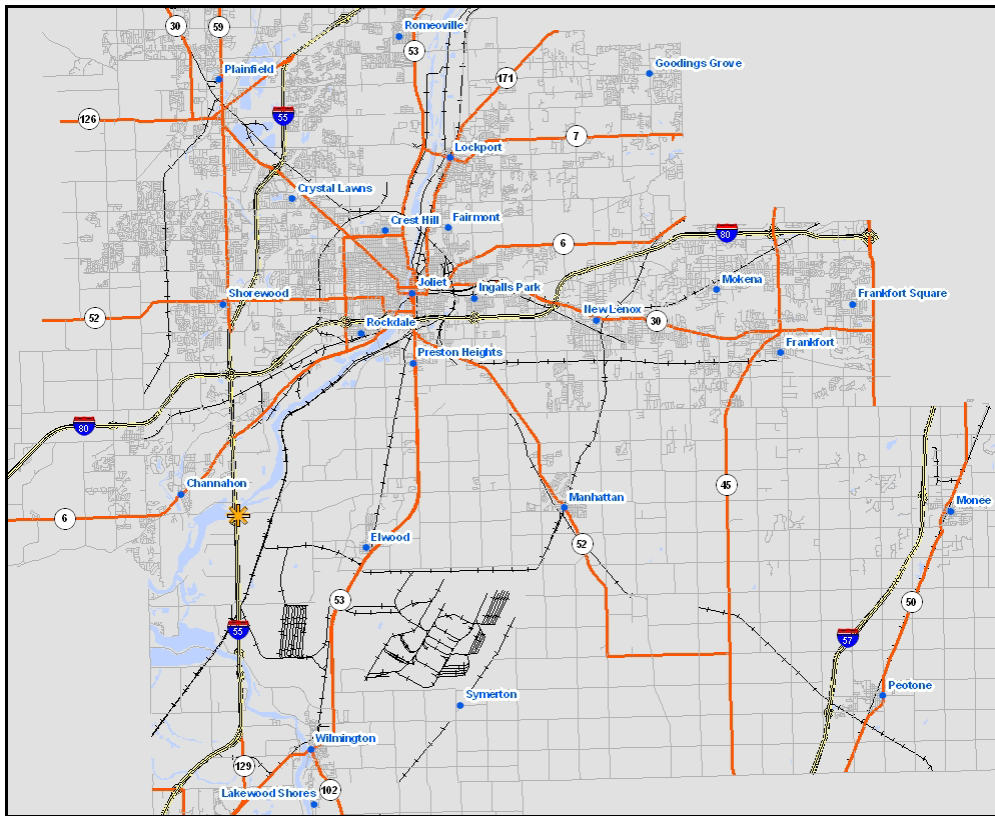 Romeoville
30
59
53
Goodings Grove
Plainfield
171
55
126
7
Lockport
Crystal Lawns
Crest Hill
Fairmont
80
6
Joliet
Ingalls Park
Mokena
Shorewood
Frankfort Square
52
New Lenox
30
Rockdale
Frankfort
Preston Heights
80
Channahon
45
Manhattan
Monee
6
Elwood
52
53
50
55
57
Peotone
Symerton
Wilmington
129
Lakewood Shores
102